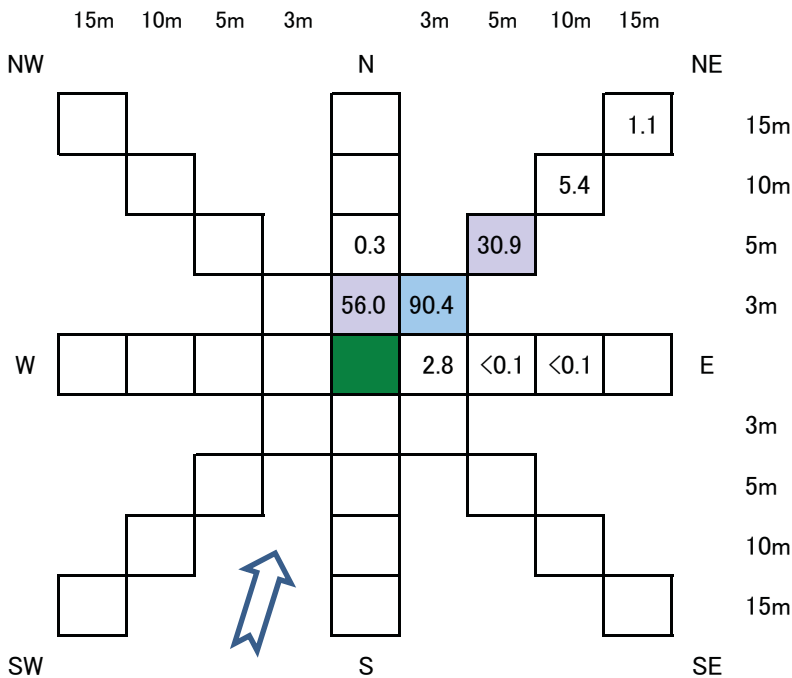 15m 10m 5m 3m 3m 5m 10m 15m
NW N NE
1.1 15m
5.4 10m
0.3 30.9 5m
56.0 90.4 3m
W 2.8 <0.1 <0.1 E
3m
5m
10m
15m
SW S SE